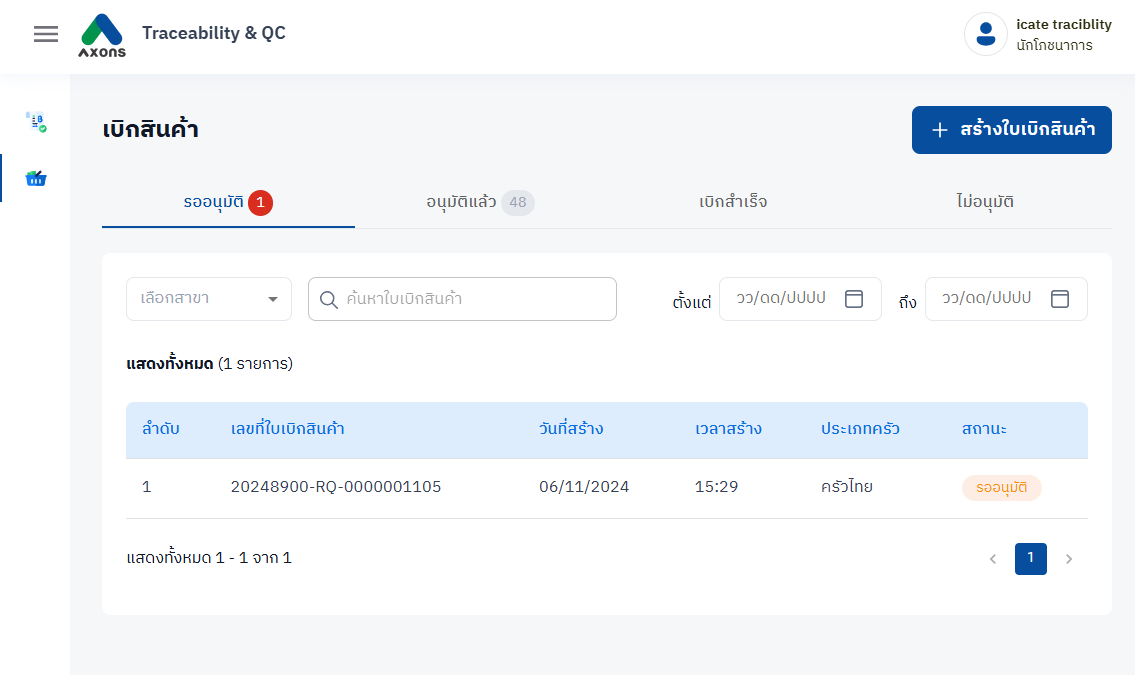 AXONS
Traceability & QC
icate traciblity
นักโภชนาการ
เบิกสินค้า
สร้างใบเบิกสินค้า
รออนุมัติ 1
อนุมัติแล้ว 48
เบิกสำเร็จ
ไม่อนุมัติ
เลือกสาขา
ค้นหาใบเบิกสินค้า
ตั้งแต่
วว/ดด/ปปปป
ถึง
วว/ดด/ปปปป
แสดงทั้งหมด (1 รายการ)
ลำดับ เลขที่ใบเบิกสินค้า วันที่สร้าง เวลาสร้าง ประเภทครัว สถานะ
1 20248900-RQ-0000001105 06/11/2024 15:29 ครัวไทย รออนุมัติ
แสดงทั้งหมด 1 - 1 จาก 1
1